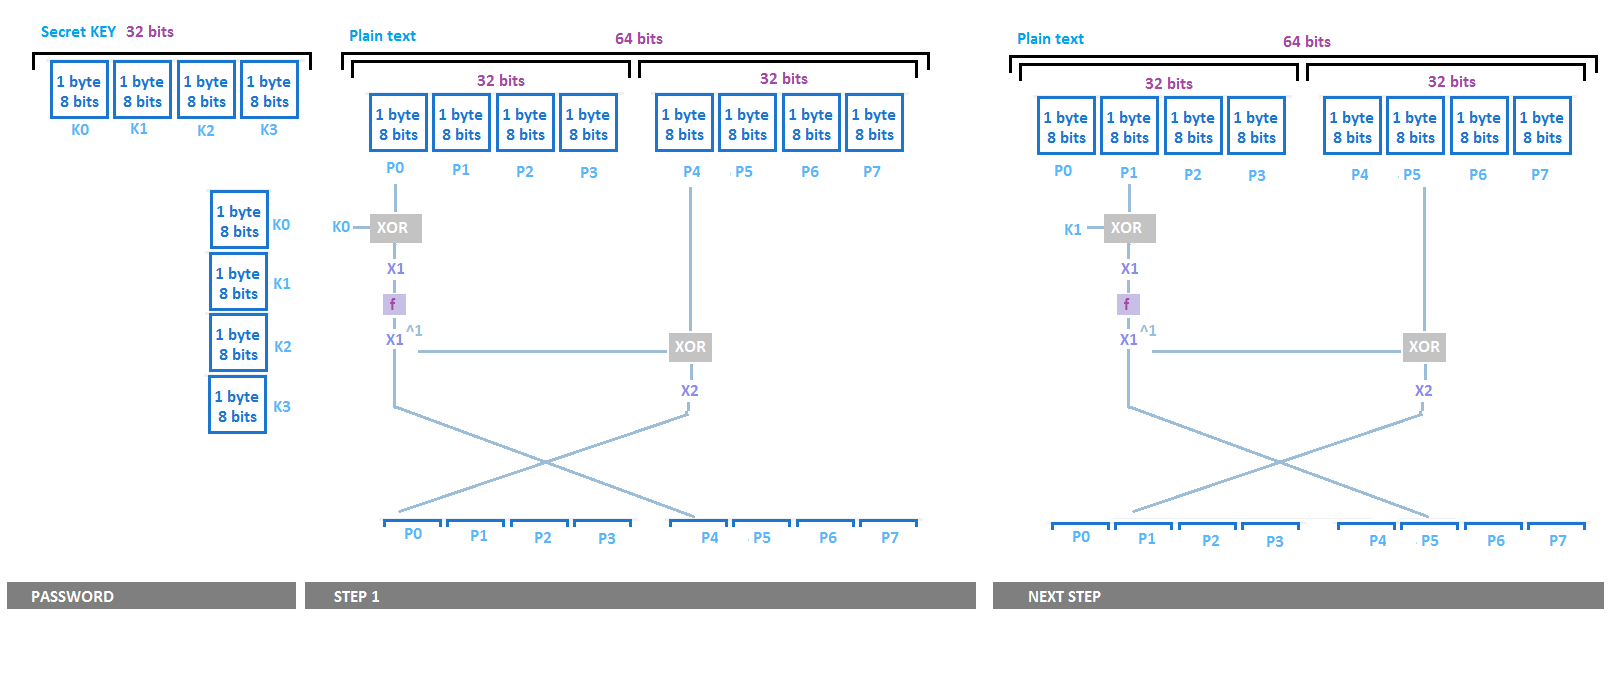 Secret KEY 32 bits
1 byte 8 bits
1 byte 8 bits
1 byte 8 bits
1 byte 8 bits
K0 K1 K2 K3
1 byte 8 bits K0
1 byte 8 bits K1
1 byte 8 bits K2
1 byte 8 bits K3
PASSWORD
Plain text
64 bits
32 bits
32 bits
1 byte 8 bits
1 byte 8 bits
1 byte 8 bits
1 byte 8 bits
1 byte 8 bits
1 byte 8 bits
1 byte 8 bits
1 byte 8 bits
P0 P1 P2 P3 P4 P5 P6 P7
K0 XOR
X1
f
X1 ^1
XOR
X2
P0 P1 P2 P3 P4 P5 P6 P7
STEP 1
Plain text
64 bits
32 bits
32 bits
1 byte 8 bits
1 byte 8 bits
1 byte 8 bits
1 byte 8 bits
1 byte 8 bits
1 byte 8 bits
1 byte 8 bits
1 byte 8 bits
P0 P1 P2 P3 P4 P5 P6 P7
K1 XOR
X1
f
X1 ^1
XOR
X2
P0 P1 P2 P3 P4 P5 P6 P7
NEXT STEP